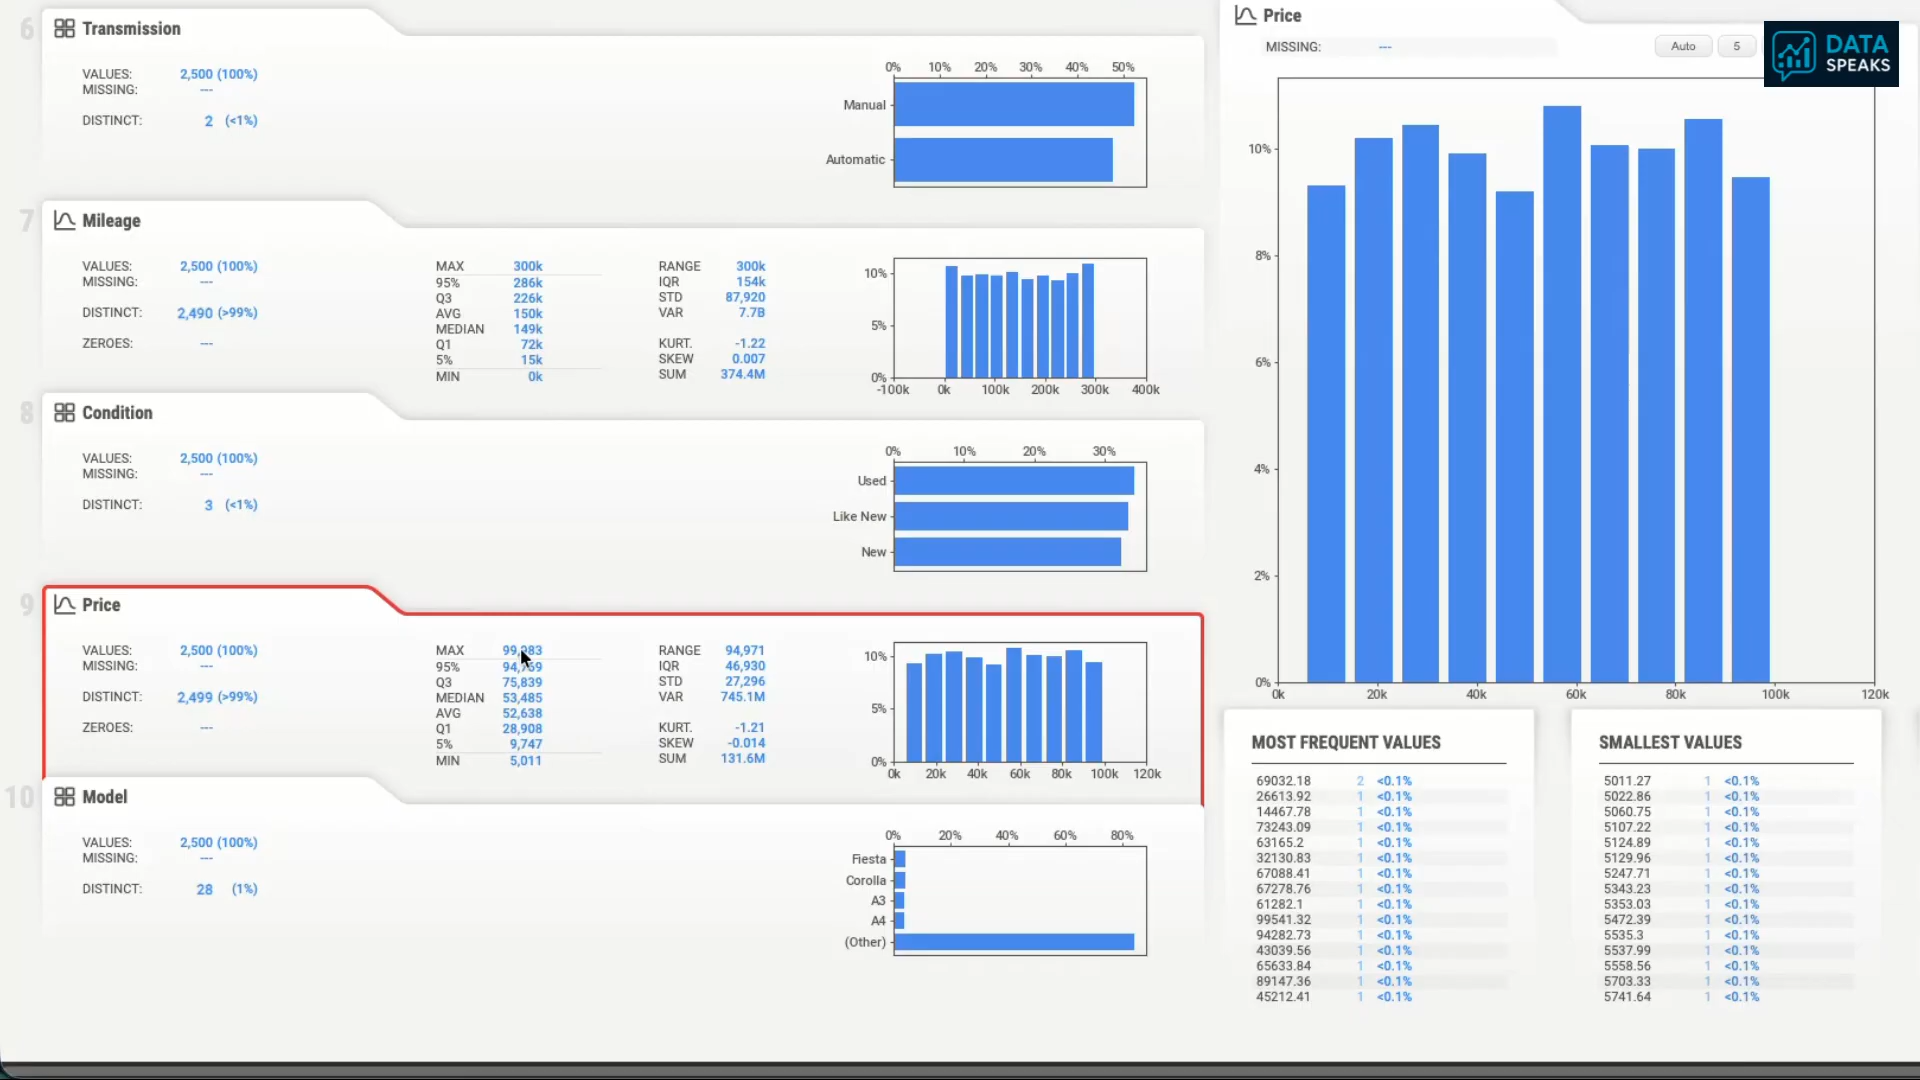 6
Transmission
VALUES: 2,500 (100%)
MISSING: ---
DISTINCT: 2 (<1%)
0% 10% 20% 30% 40% 50%
Manual
Automatic
7
Mileage
VALUES: 2,500 (100%)
MISSING: ---
DISTINCT: 2,490 (>99%)
ZEROES: ---
MAX 300k
95% 286k
Q3 226k
AVG 150k
MEDIAN 149k
Q1 72k
5% 15k
MIN 0k
RANGE 300k
IQR 154k
STD 87,920
VAR 7.7B
KURT. -1.22
SKEW 0.007
SUM 374.4M
10%
5%
0%
-100k 0k 100k 200k 300k 400k
8
Condition
VALUES: 2,500 (100%)
MISSING: ---
DISTINCT: 3 (<1%)
0% 10% 20% 30%
Used
Like New
New
9
Price
VALUES: 2,500 (100%)
MISSING: ---
DISTINCT: 2,499 (>99%)
ZEROES: ---
MAX
95%
Q3 75,839
MEDIAN 53,485
AVG 52,638
Q1 28,908
5% 9,747
MIN 5,011
RANGE 94,971
IQR 46,930
STD 27,296
VAR 745.1M
KURT. -1.21
SKEW -0.014
SUM 131.6M
10%
5%
0%
0k 20k 40k 60k 80k 100k 120k
10
Model
VALUES: 2,500 (100%)
MISSING: ---
DISTINCT: 28 (1%)
0% 20% 40% 60% 80%
Fiesta
Corolla
A3
A4
(Other)
Price
MISSING: ---
Auto 5
DATA
SPEAKS
10%
8%
6%
4%
2%
0%
0k 20k 40k 60k 80k 100k 120k
MOST FREQUENT VALUES
69032.18 2 <0.1%
26613.92 1 <0.1%
14467.78 1 <0.1%
73243.09 1 <0.1%
63165.2 1 <0.1%
32130.83 1 <0.1%
67088.41 1 <0.1%
67278.76 1 <0.1%
61282.1 1 <0.1%
99541.32 1 <0.1%
94282.73 1 <0.1%
43039.56 1 <0.1%
65633.84 1 <0.1%
89147.36 1 <0.1%
45212.41 1 <0.1%
SMALLEST VALUES
5011.27 1 <0.1%
5022.86 1 <0.1%
5060.75 1 <0.1%
5107.22 1 <0.1%
5124.89 1 <0.1%
5129.96 1 <0.1%
5247.71 1 <0.1%
5343.23 1 <0.1%
5353.03 1 <0.1%
5472.39 1 <0.1%
5535.3 1 <0.1%
5537.99 1 <0.1%
5558.56 1 <0.1%
5703.33 1 <0.1%
5741.64 1 <0.1%